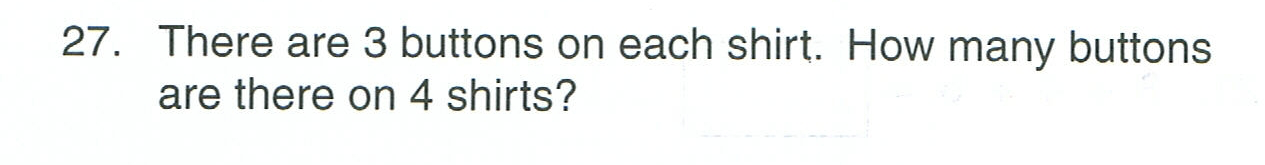 27. There are 3 buttons on each shirt. How many buttons
are there on 4 shirts?